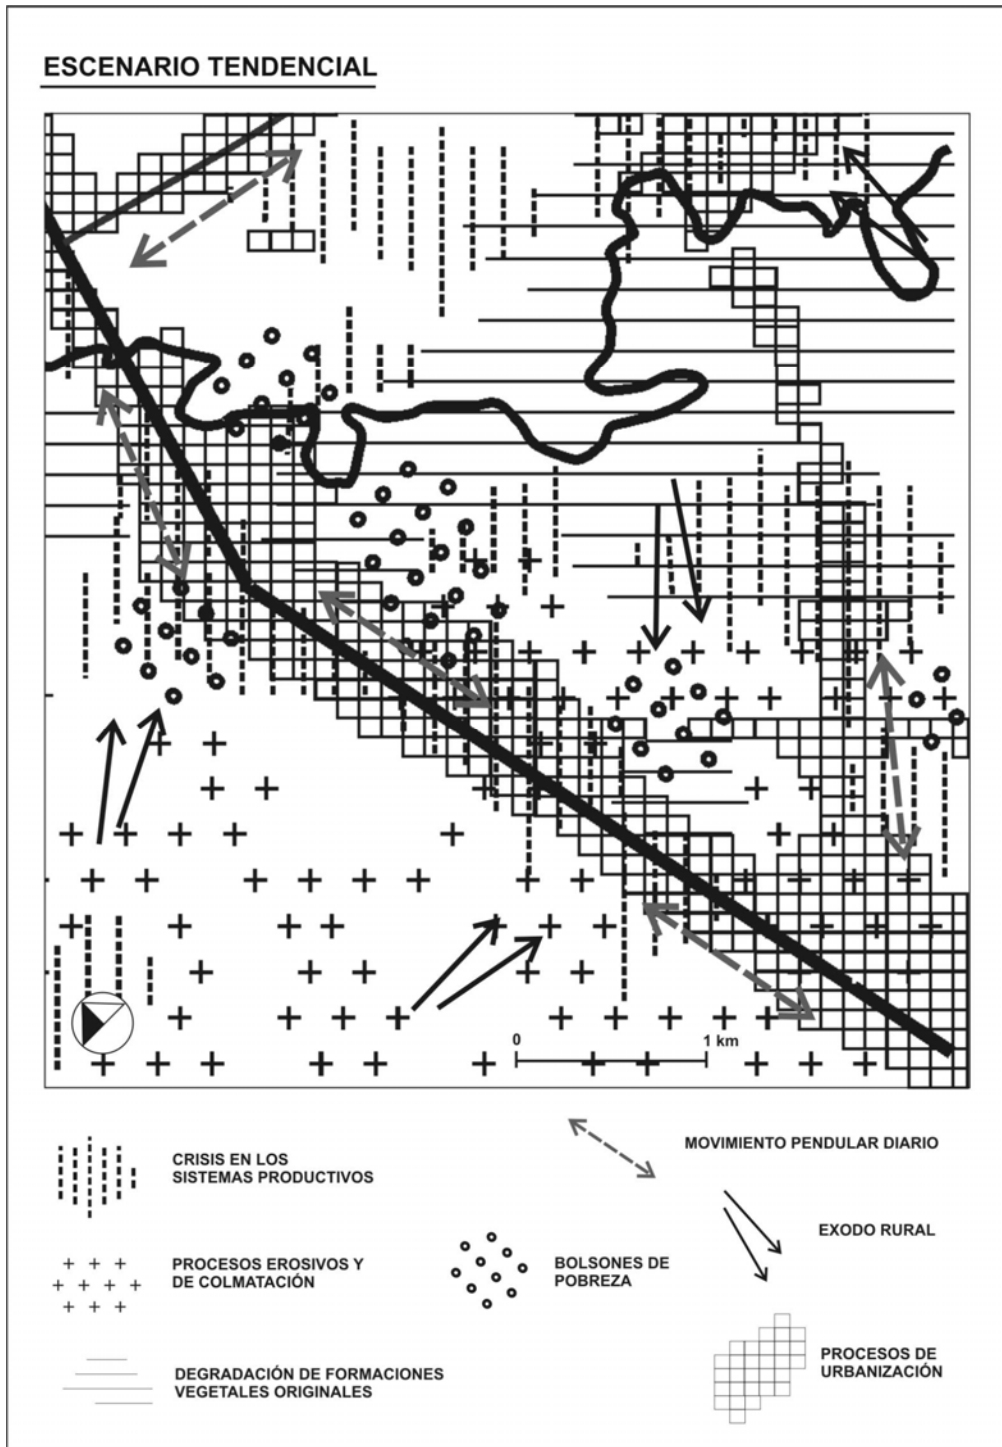 ESCENARIO TENDENCIAL
0
1 km
CRISIS EN LOS
SISTEMAS PRODUCTIVOS
MOVIMIENTO PENDULAR DIARIO
EXODO RURAL
PROCESOS EROSIVOS Y
DE COLMATACIÓN
BOLSONES DE
POBREZA
DEGRADACIÓN DE FORMACIONES
VEGETALES ORIGINALES
PROCESOS DE
URBANIZACIÓN